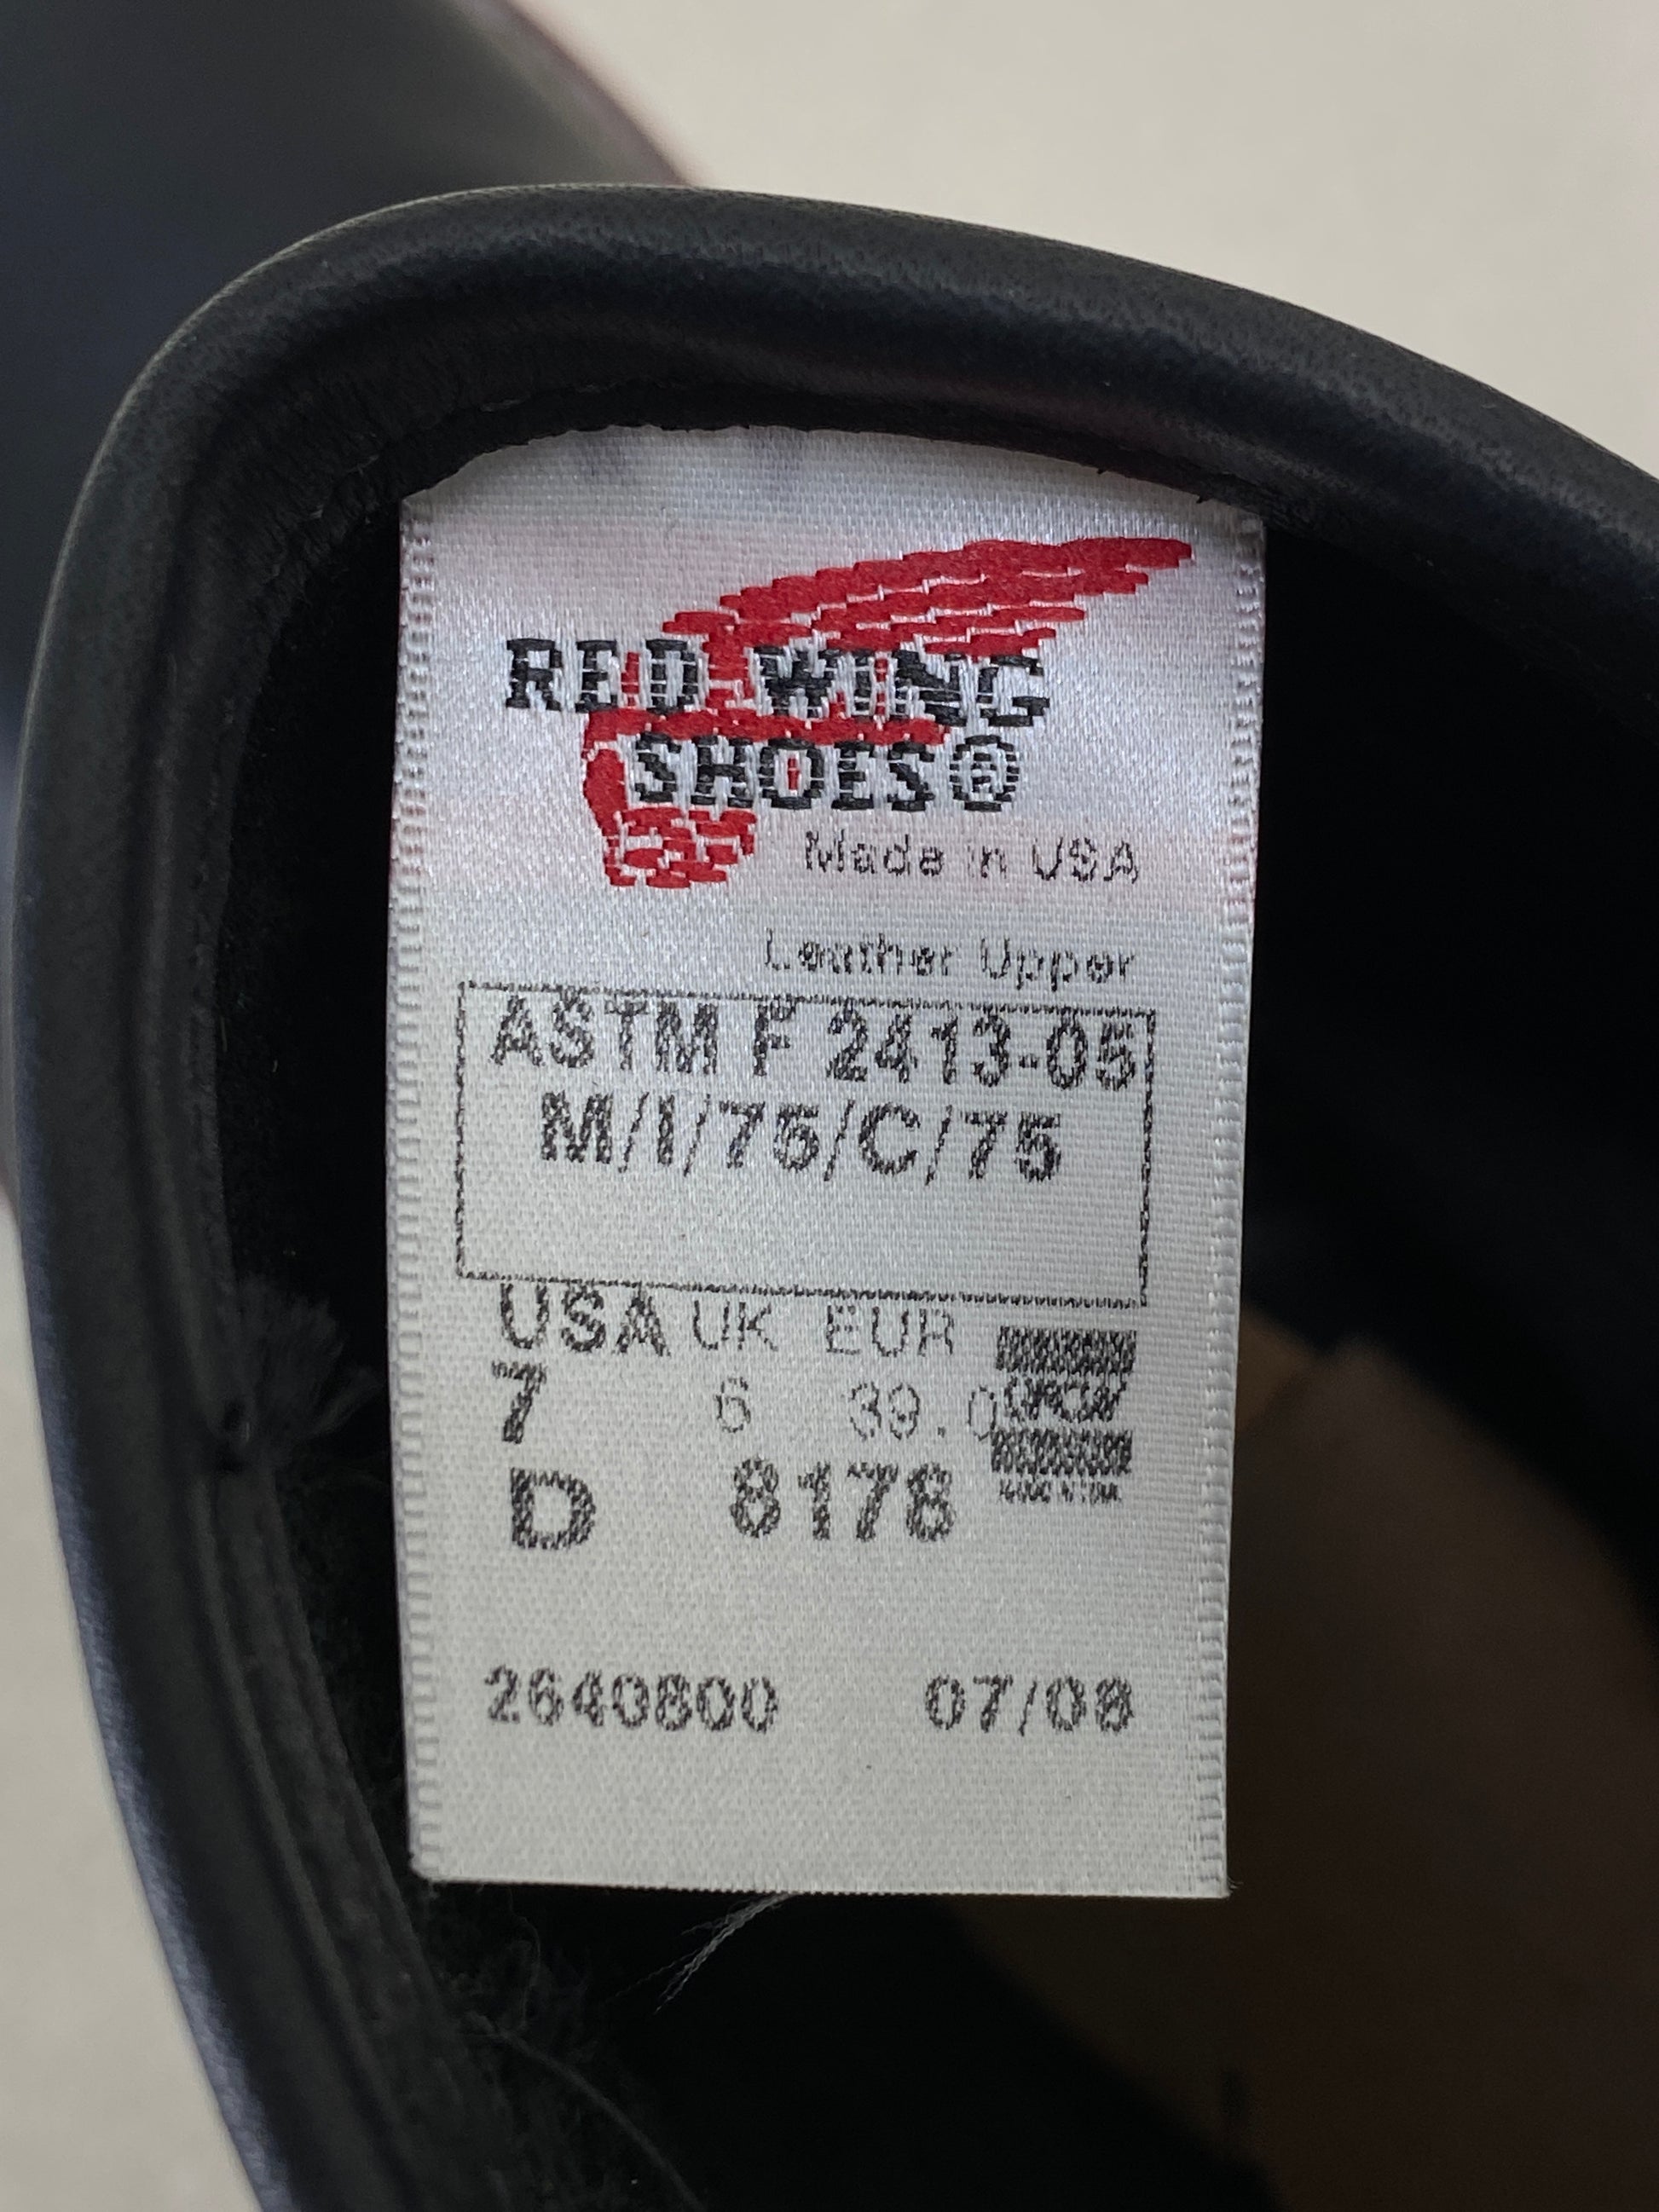 RED WING
SHOES®
Made in USA
Leather Upper
ASTM F 2413-05
M/I/75/C/75
USA UK EUR
7 6 39.0
UFCW
D 8178
2640800 07/08